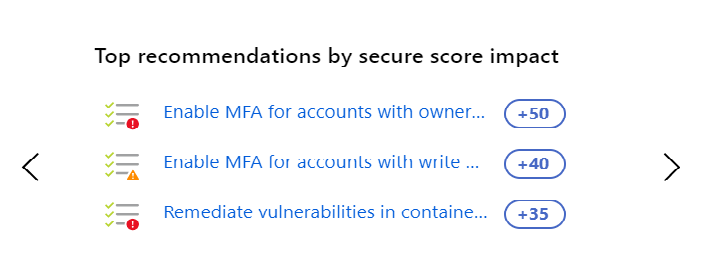 Top recommendations by secure score impact
Enable MFA for accounts with owner... +50
Enable MFA for accounts with write ... +40
Remediate vulnerabilities in containe... +35